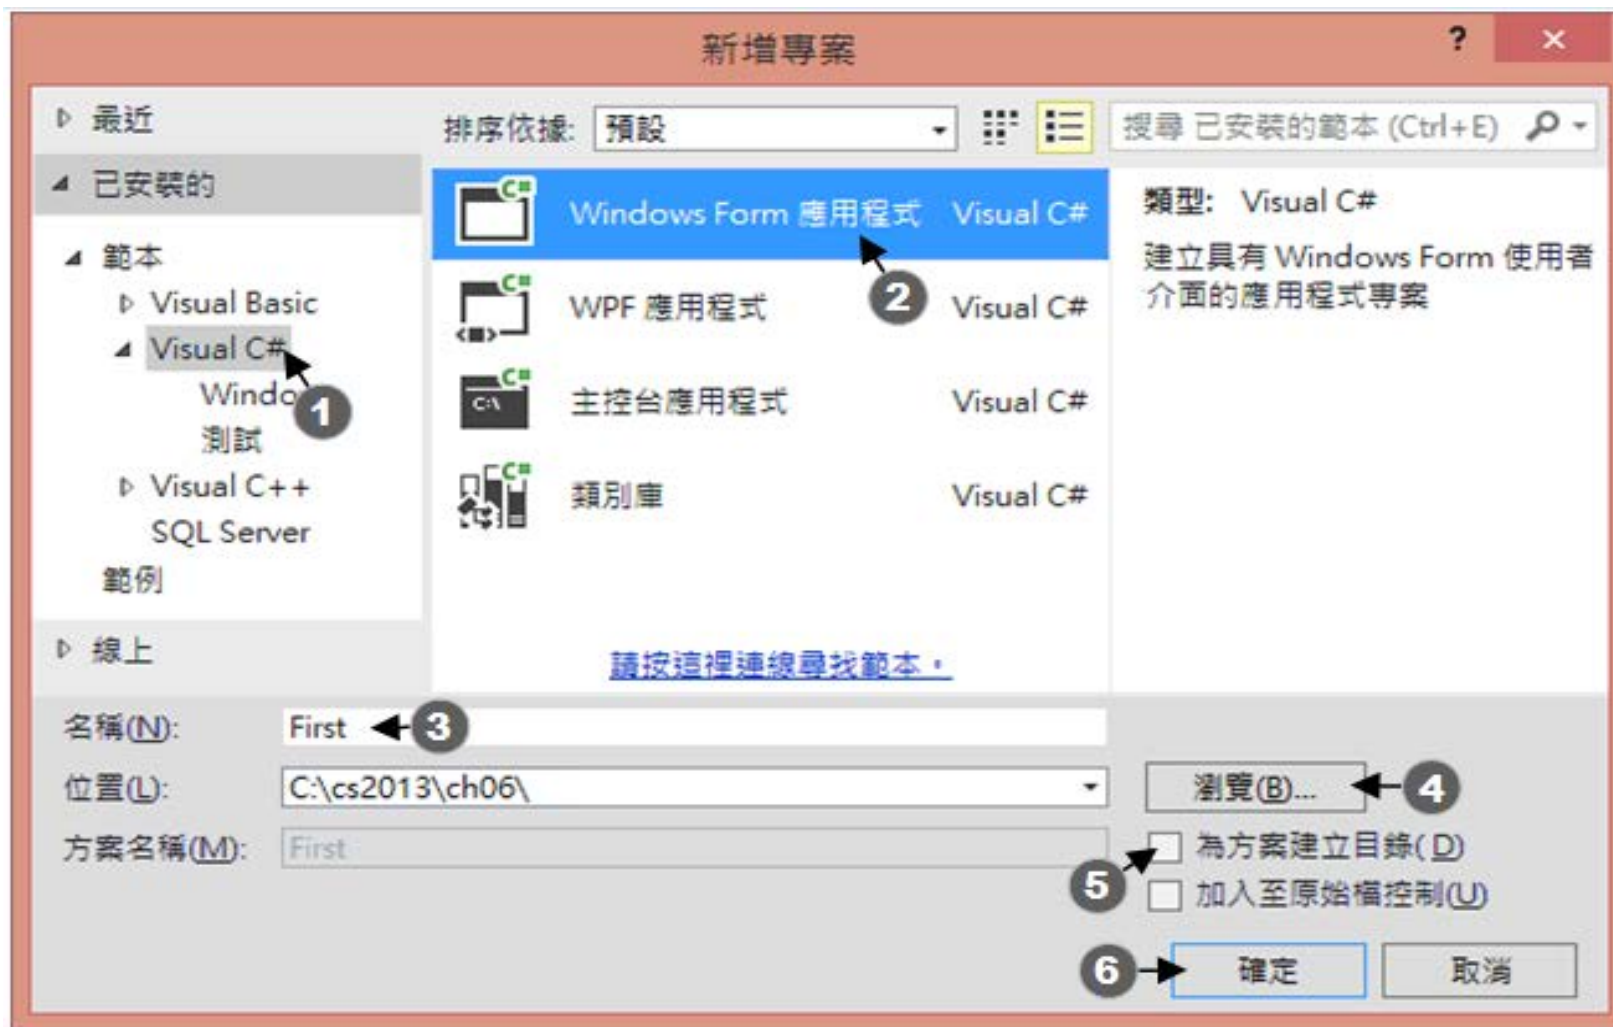 新增專案
?
最近
排序依據: 預設
搜尋 已安裝的範本 (Ctrl+E)
已安裝的
範本
Visual Basic
Visual C#
測試
Visual C++
SQL Server
範例
線上
Windows Form 應用程式 Visual C#
WPF 應用程式 Visual C#
主控台應用程式 Visual C#
類別庫 Visual C#
請按這裡連線尋找範本。
類型: Visual C#
建立具有 Windows Form 使用者
介面的應用程式專案
1
2
名稱(N): First 3
位置(L): C:\cs2013\ch06\ 瀏覽(B)... 4
方案名稱(M): First 5 為方案建立目錄(D)
加入至原始檔控制(U)
6 確定 取消